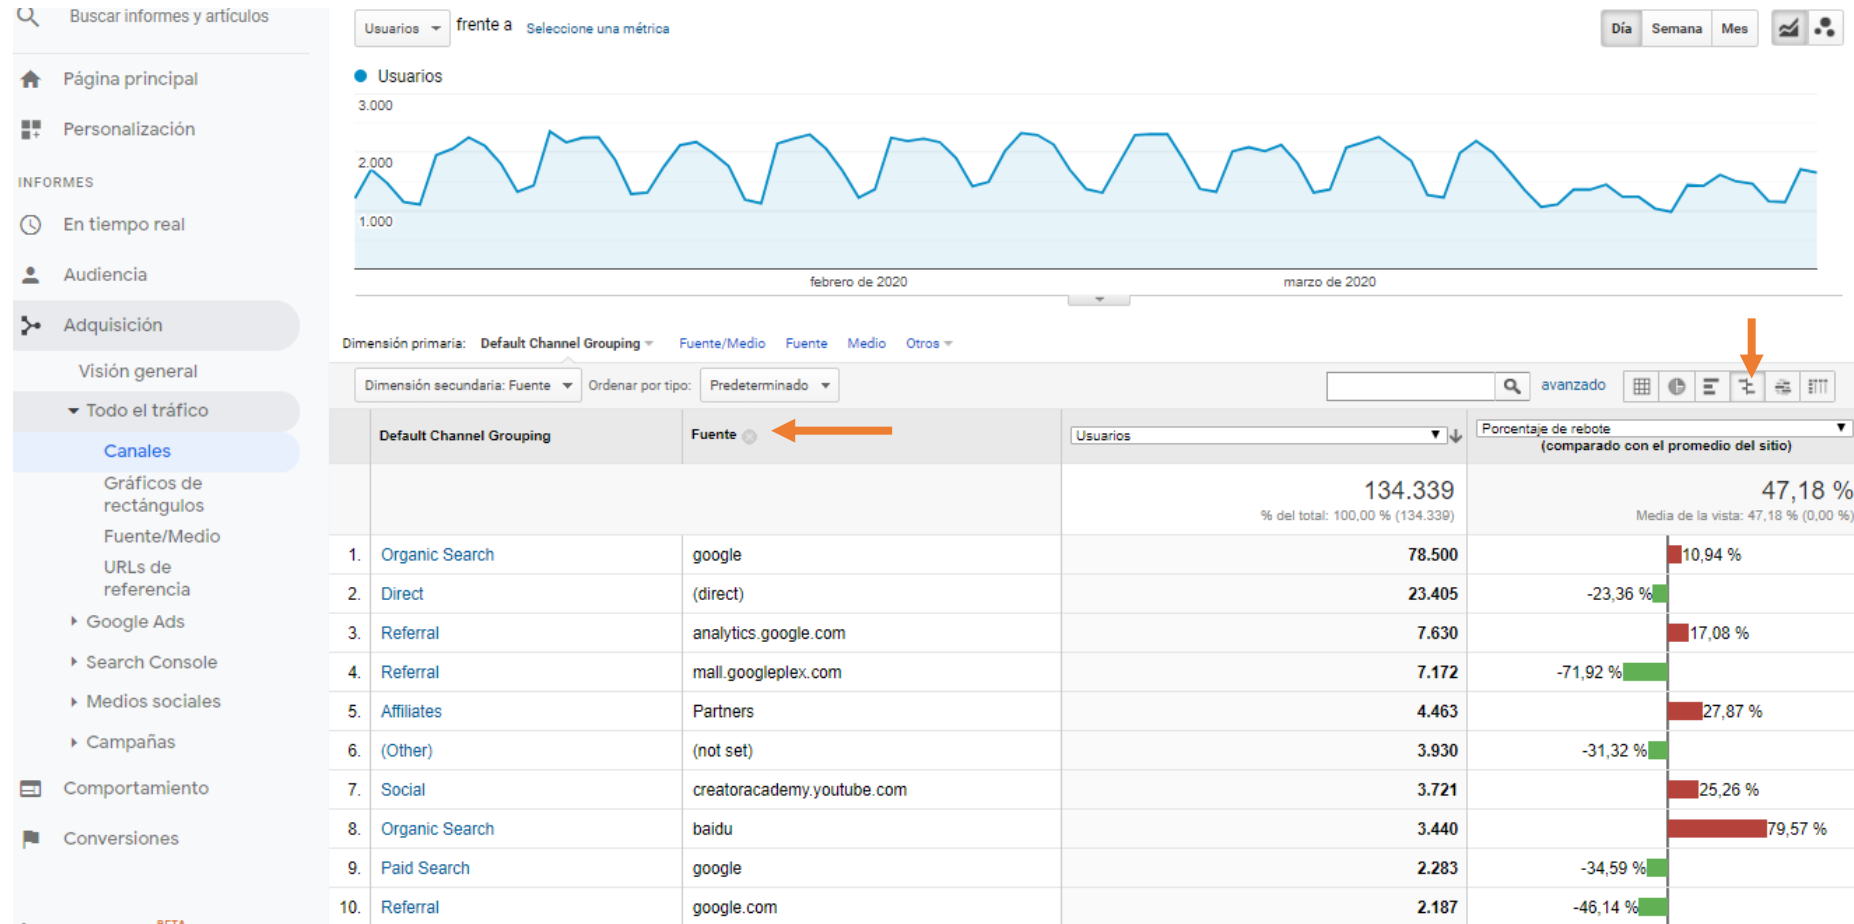 Buscar informes y artículos
Página principal
Personalización
INFORMES
En tiempo real
Audiencia
Adquisición
Visión general
Todo el tráfico
Canales
Gráficos de
rectángulos
Fuente/Medio
URLs de
referencia
Google Ads
Search Console
Medios sociales
Campañas
Comportamiento
Conversiones
BETA
Usuarios frente a Seleccione una métrica
Día Semana Mes
Usuarios
3.000
2.000
1.000
febrero de 2020 marzo de 2020
Dimensión primaria: Default Channel Grouping Fuente/Medio Fuente Medio Otros
Dimensión secundaria: Fuente Ordenar por tipo: Predeterminado avanzado
Default Channel Grouping Fuente Usuarios Porcentaje de rebote
(comparado con el promedio del sitio)
134.339 47,18 %
% del total: 100,00 % (134.339) Media de la vista: 47,18 % (0,00 %)
1. Organic Search google 78.500 10,94 %
2. Direct (direct) 23.405 -23,36 %
3. Referral analytics.google.com 7.630 17,08 %
4. Referral mall.googleplex.com 7.172 -71,92 %
5. Affiliates Partners 4.463 27,87 %
6. (Other) (not set) 3.930 -31,32 %
7. Social creatoracademy.youtube.com 3.721 25,26 %
8. Organic Search baidu 3.440 79,57 %
9. Paid Search google 2.283 -34,59 %
10. Referral google.com 2.187 -46,14 %